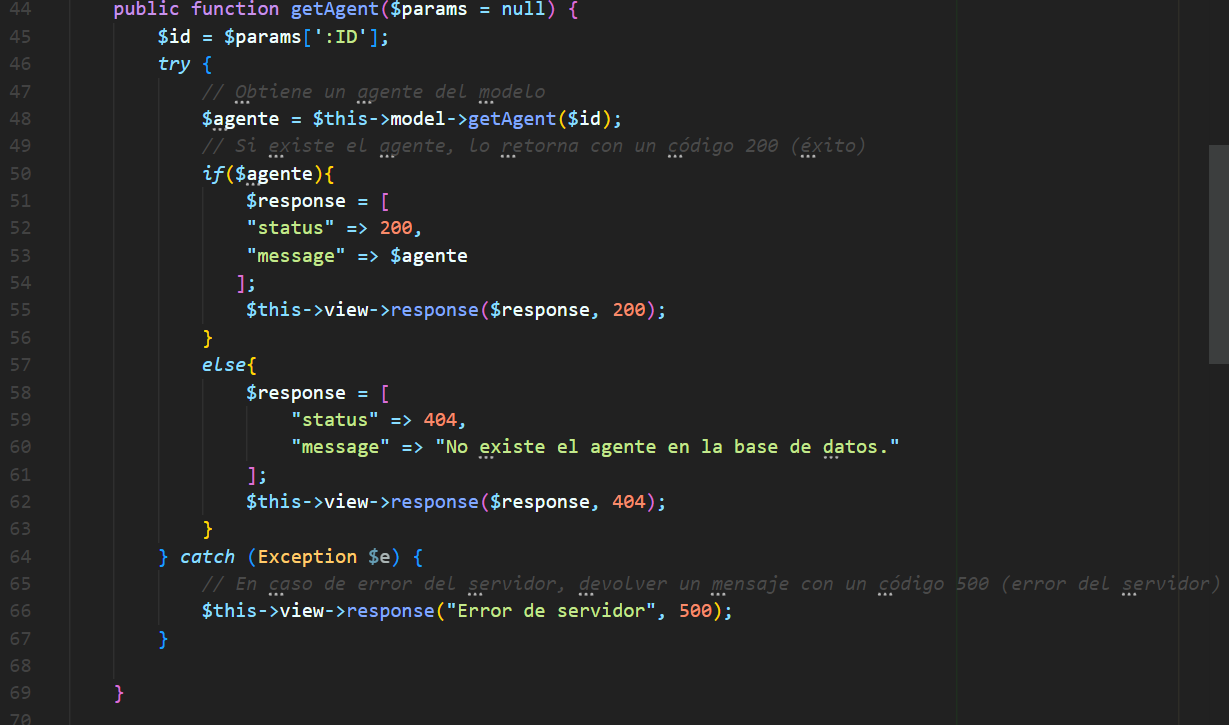 44 public function getAgent($params = null) {
45 $id = $params[':ID'];
46 try {
47 // Obtiene un agente del modelo
48 $agente = $this->model->getAgent($id);
49 // Si existe el agente, lo retorna con un código 200 (éxito)
50 if($agente){
51 $response = [
52 "status" => 200,
53 "message" => $agente
54 ];
55 $this->view->response($response, 200);
56 }
57 else{
58 $response = [
59 "status" => 404,
60 "message" => "No existe el agente en la base de datos."
61 ];
62 $this->view->response($response, 404);
63 }
64 } catch (Exception $e) {
65 // En caso de error del servidor, devolver un mensaje con un código 500 (error del servidor)
66 $this->view->response("Error de servidor", 500);
67 }
68
69 }
70